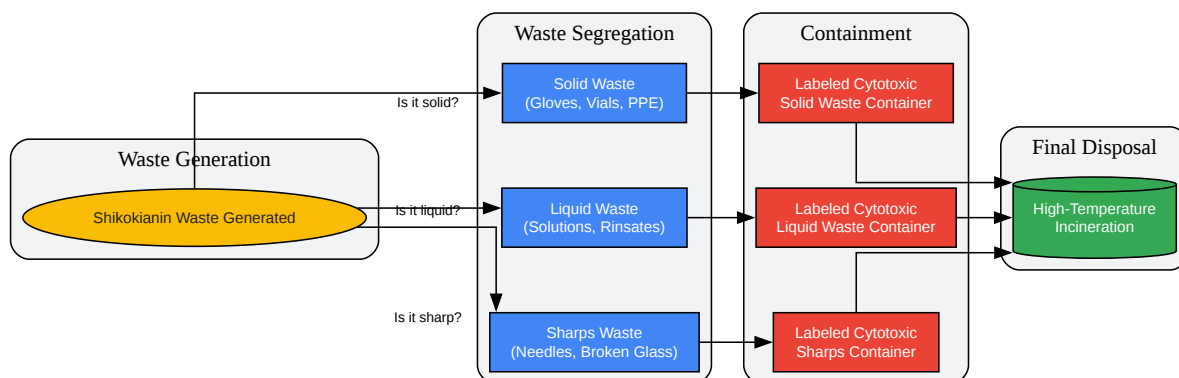 Waste Generation
Shikokianin Waste Generated
Is it solid?
Is it liquid?
Is it sharp?
Waste Segregation
Solid Waste
(Gloves, Vials, PPE)
Liquid Waste
(Solutions, Rinsates)
Sharps Waste
(Needles, Broken Glass)
Containment
Labeled Cytotoxic
Solid Waste Container
Labeled Cytotoxic
Liquid Waste Container
Labeled Cytotoxic
Sharps Container
Final Disposal
High-Temperature
Incineration